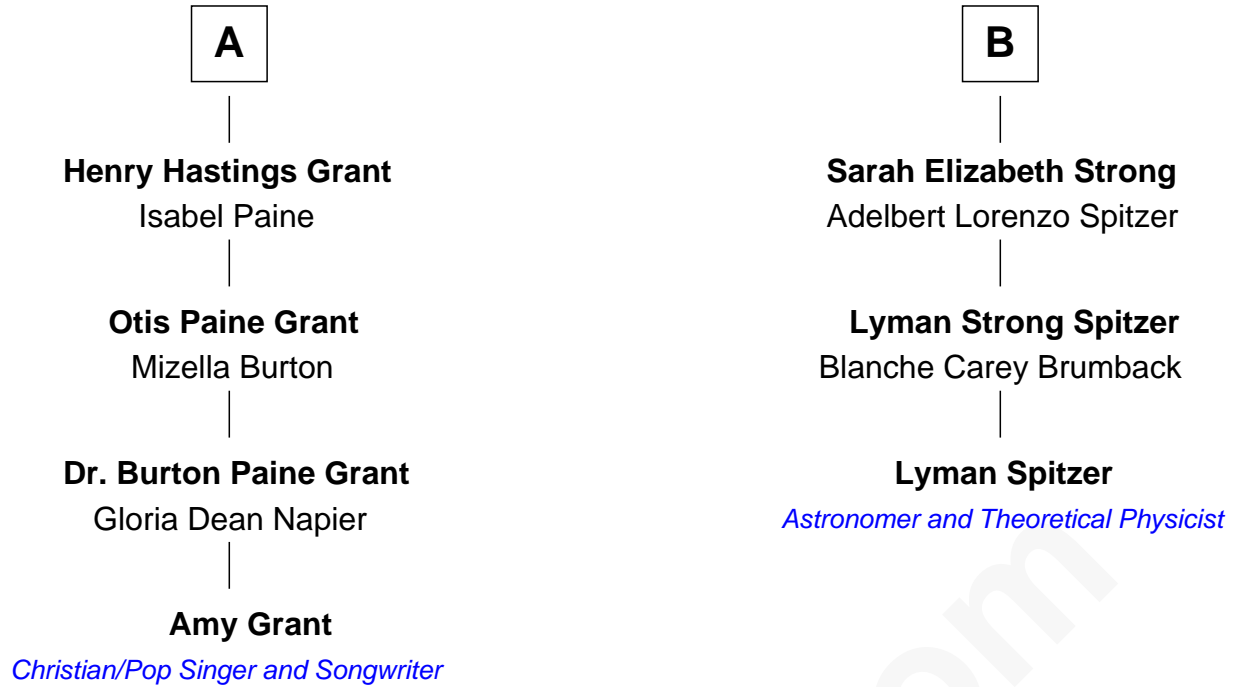 A
Henry Hastings Grant
Isabel Paine
Otis Paine Grant
Mizella Burton
Dr. Burton Paine Grant
Gloria Dean Napier
Amy Grant
Christian/Pop Singer and Songwriter
B
Sarah Elizabeth Strong
Adelbert Lorenzo Spitzer
Lyman Strong Spitzer
Blanche Carey Brumback
Lyman Spitzer
Astronomer and Theoretical Physicist
om